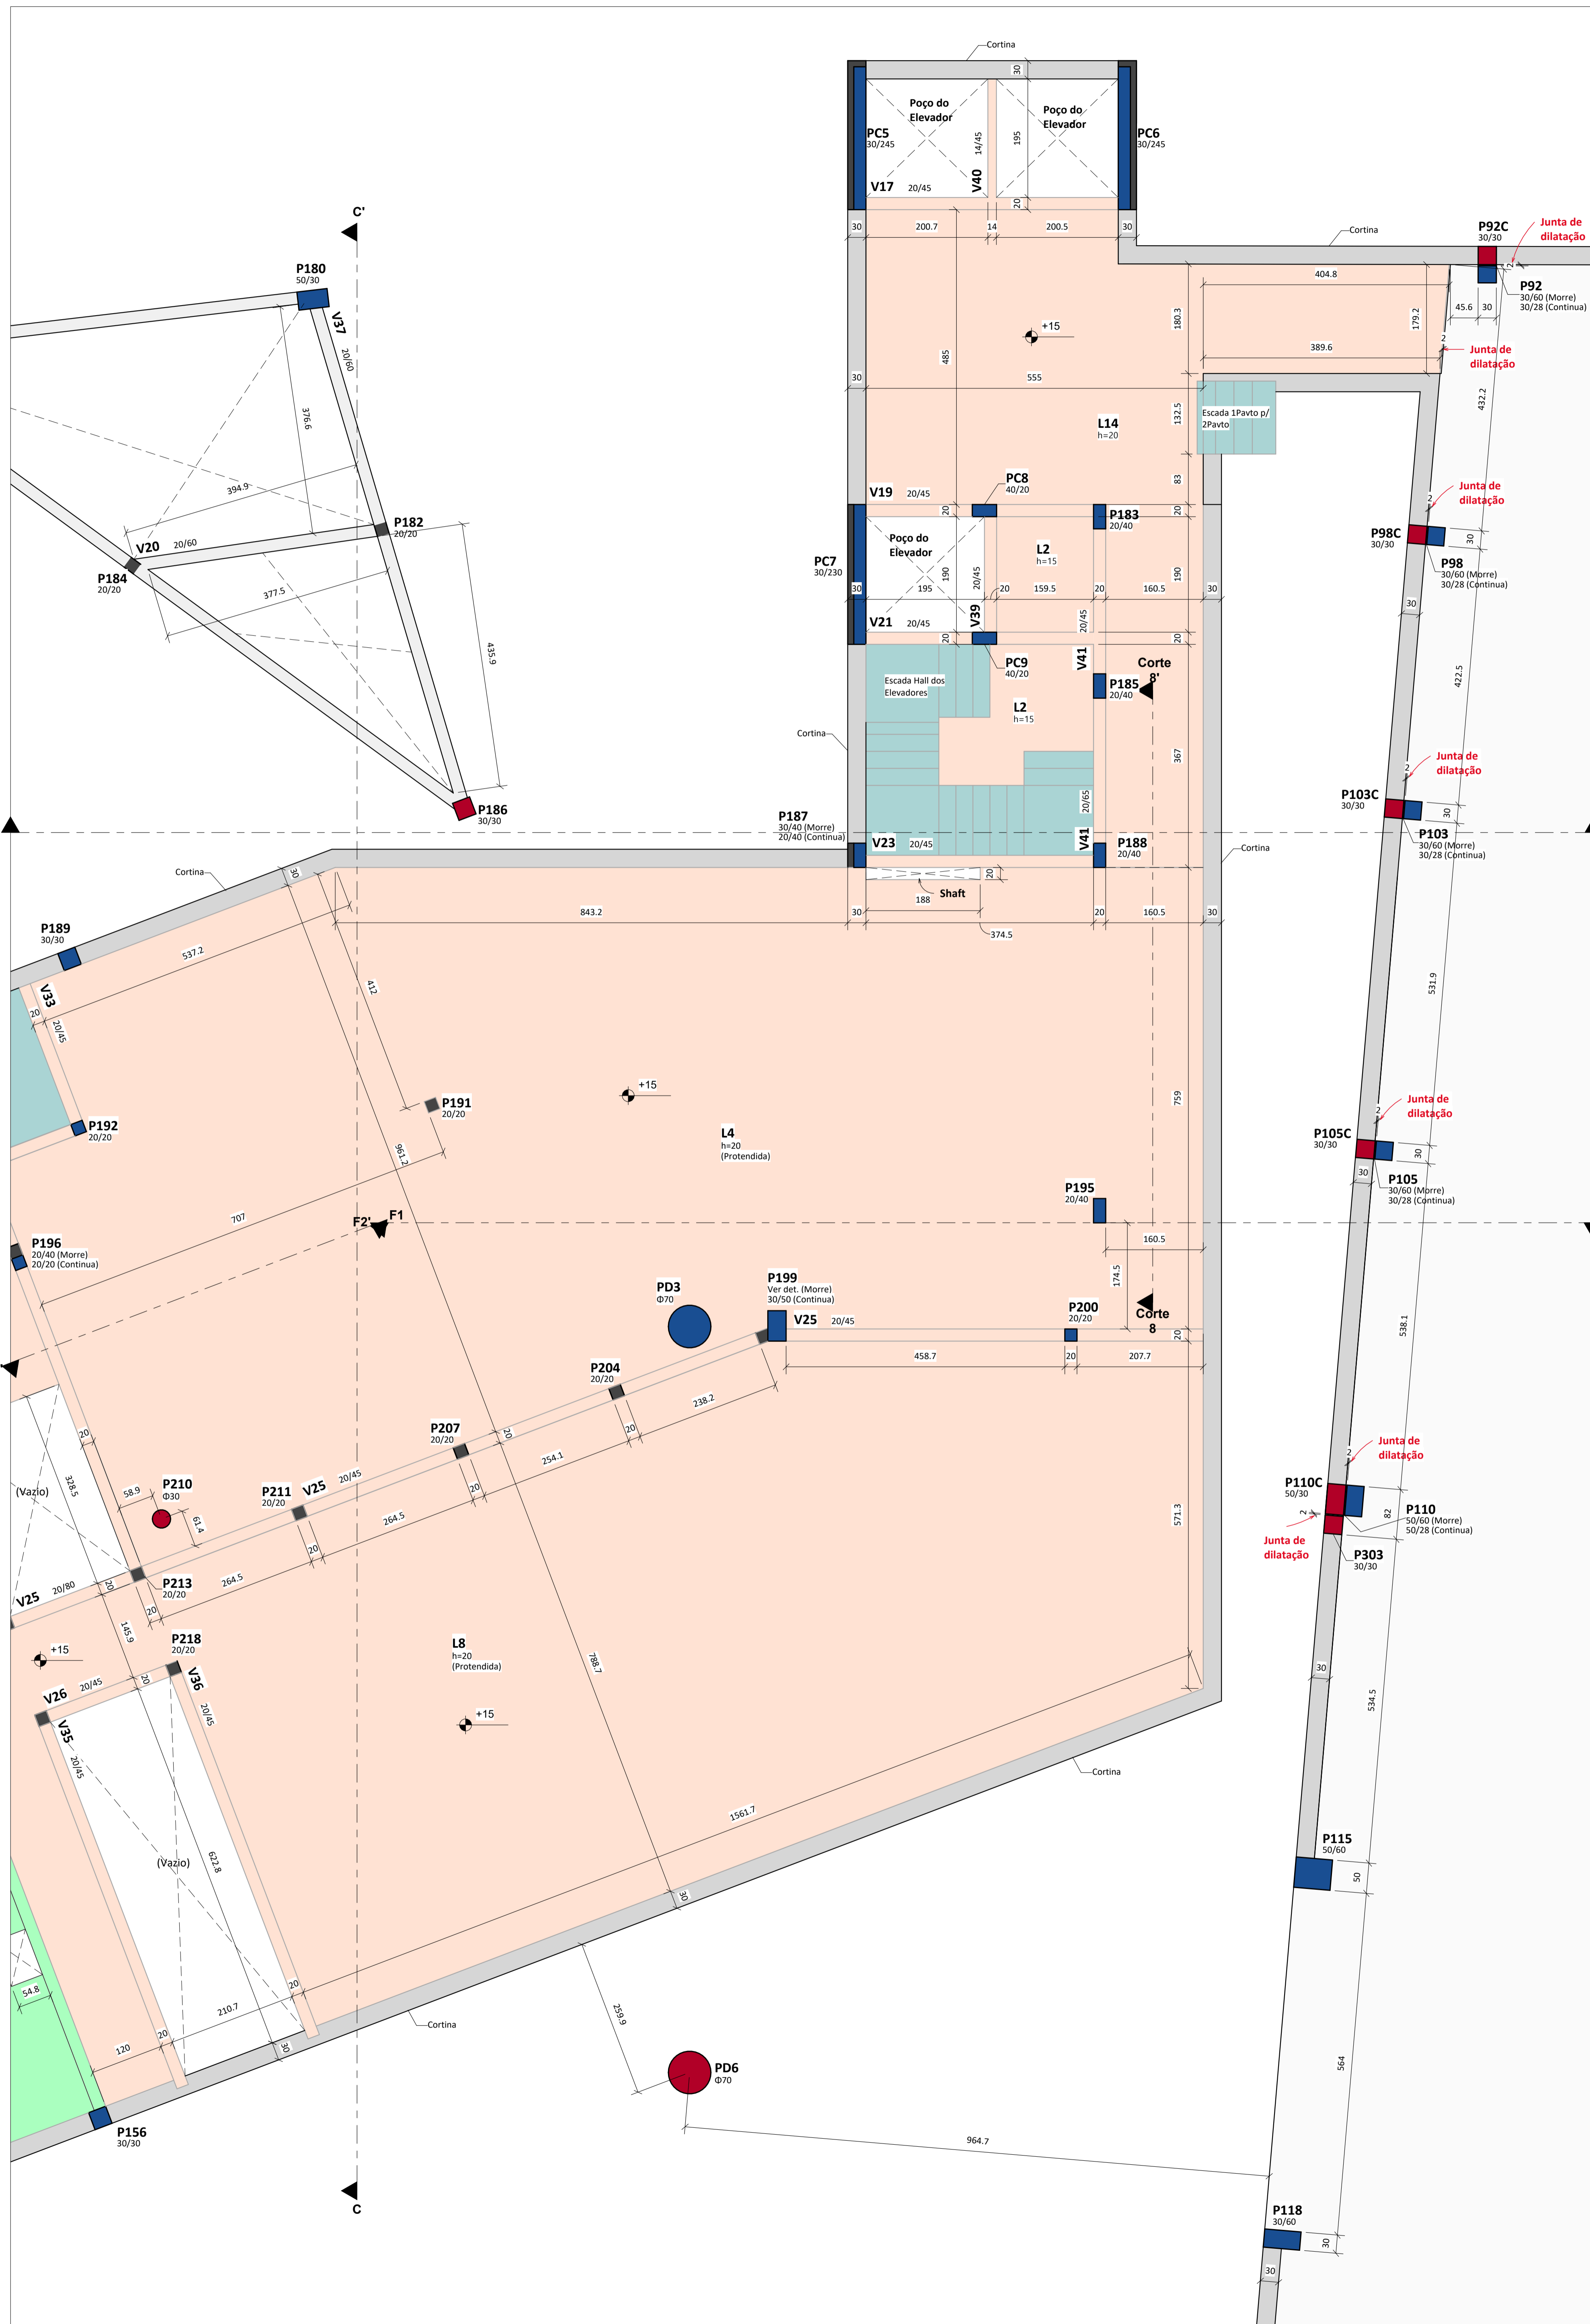 Cortina
30
Poço do
Elevador
Poço do
Elevador
PC5
30/245
14/45
195
PC6
30/245
V17
20/45
V40
20
C'
30
200.7
14
200.5
30
Cortina
P92C
30/30
Junta de
dilatação
2
P180
50/30
404.8
P92
30/60 (Morre)
30/28 (Continua)
45.6
30
V37
20/60
+15
180.3
179.2
2
Junta de
dilatação
389.6
485
30
555
376.6
432.2
132.5
Escada 1Pavto p/
2Pavto
L14
h=20
394.9
83
PC8
40/20
V19
20/45
Junta de
dilatação
2
P182
20/20
20
P183
20/40
20
P98C
30/30
30
V20
20/60
Poço do
Elevador
L2
h=15
P184
20/20
PC7
30/230
190
20/45
190
P98
30/60 (Morre)
30/28 (Continua)
377.5
30
195
20
159.5
20
160.5
30
30
V39
V21
20/45
20/45
20
20
435.9
PC9
40/20
V41
Corte
8'
422.5
Escada Hall dos
Elevadores
P185
20/40
L2
h=15
Cortina
367
Junta de
dilatação
2
P186
30/30
20/65
P103C
30/30
30
P187
30/40 (Morre)
20/40 (Continua)
V23
20/45
V41
P188
20/40
P103
30/60 (Morre)
30/28 (Continua)
Cortina
Cortina
30
20
Shaft
188
843.2
30
20
160.5
30
374.5
P189
30/30
537.2
531.9
412
V33
20
20/45
+15
759
Junta de
dilatação
2
P191
20/20
P192
20/20
L4
h=20
(Protendida)
P105C
30/30
30
961.2
30
P105
30/60 (Morre)
30/28 (Continua)
P195
20/40
707
F2'
F1
P196
20/40 (Morre)
20/20 (Continua)
160.5
174.5
PD3
Φ70
P199
Ver det. (Morre)
30/50 (Continua)
V25
20/45
P200
20/20
Corte
8
538.1
20
458.7
20
207.7
P204
20/20
238.2
20
P207
20/20
20
254.1
20
Junta de
dilatação
2
20
328.5
(Vazio)
58.9
P210
Φ30
P211
20/20
V25
20/45
20
P110C
50/30
61.4
264.5
571.3
2
82
P110
50/60 (Morre)
50/28 (Continua)
Junta de
dilatação
20
P303
30/30
264.5
P213
20/20
20
V25
20/80
20
145.9
P218
20/20
+15
L8
h=20
(Protendida)
788.7
V26
20/45
20
V36
20/45
30
V35
20/45
+15
534.5
Cortina
1561.7
P115
50/60
(Vazio)
622.8
50
30
54.8
20
210.7
259.9
Cortina
20
120
30
564
PD6
Φ70
P156
30/30
964.7
C
P118
30/60
30
30